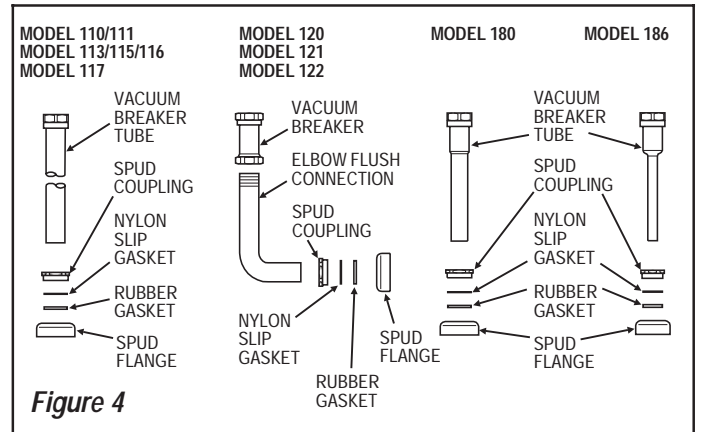 MODEL 110/111
MODEL 113/115/116
MODEL 117
VACUUM
BREAKER
TUBE
SPUD
COUPLING
NYLON
SLIP
GASKET
RUBBER
GASKET
SPUD
FLANGE
MODEL 120
MODEL 121
MODEL 122
VACUUM
BREAKER
ELBOW FLUSH
CONNECTION
SPUD
COUPLING
NYLON
SLIP
GASKET
RUBBER
GASKET
SPUD
FLANGE
MODEL 180
MODEL 186
VACUUM
BREAKER
TUBE
SPUD
COUPLING
NYLON
SLIP
GASKET
RUBBER
GASKET
SPUD
FLANGE
Figure 4